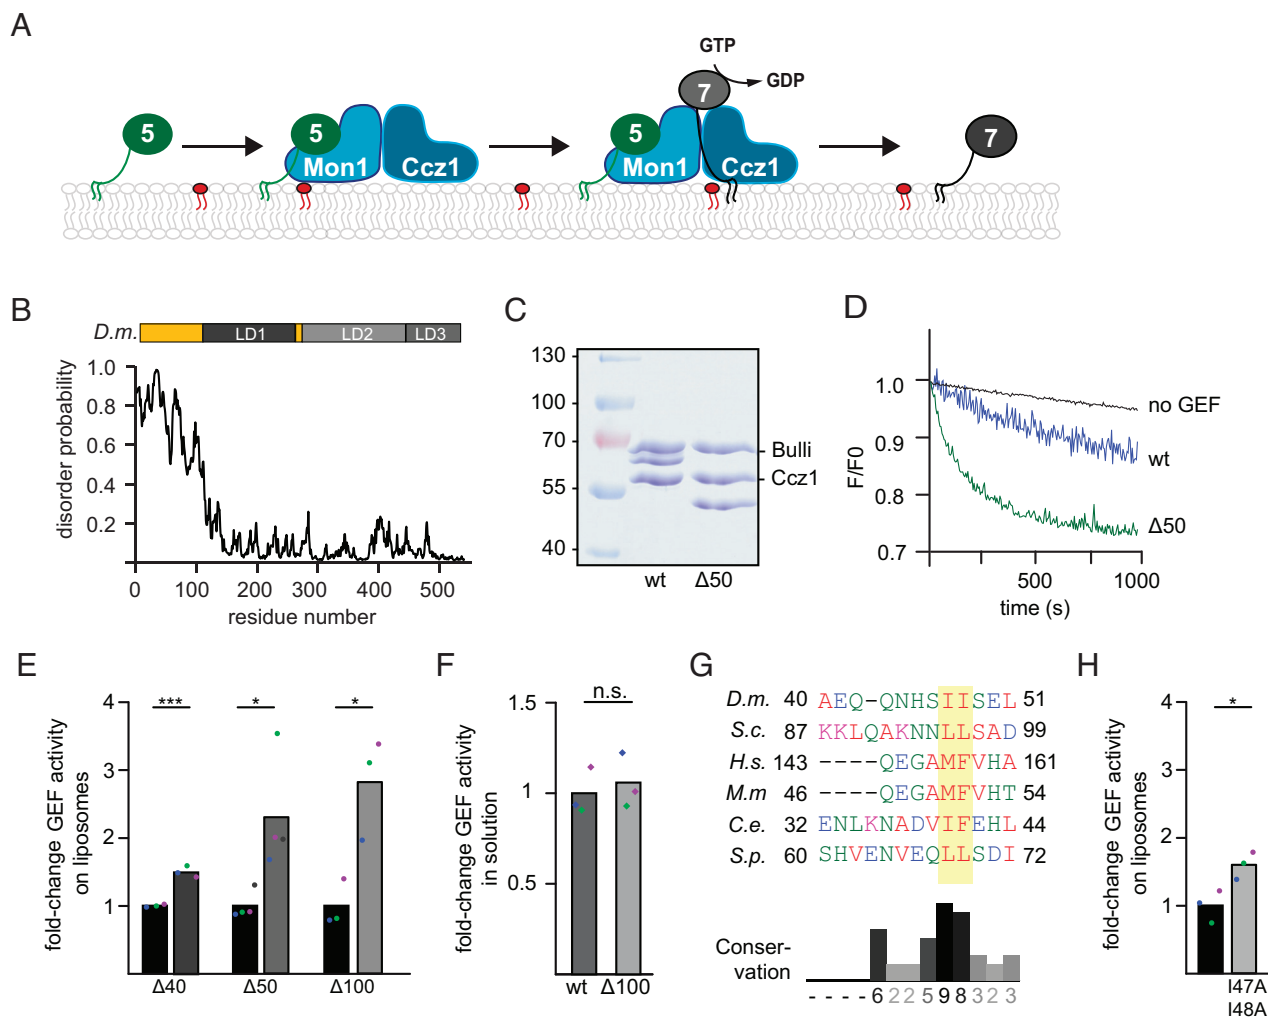 A
GTP
GDP
7
5
5
Mon1
Ccz1
5
Mon1
Ccz1
7
B
D.m.
LD1
LD2
LD3
disorder probability
1.0
0.8
0.6
0.4
0.2
0
100
200
300
400
500
residue number
C
130
100
70
55
40
Bulli
Ccz1
wt
Δ50
D
F/F0
1.0
0.9
0.8
0.7
no GEF
wt
Δ50
500
1000
time (s)
E
fold-change GEF activity
on liposomes
4
3
2
1
***
*
*
Δ40
Δ50
Δ100
F
fold-change GEF activity
in solution
1.5
1
0.5
n.s.
wt
Δ100
G
D.m. 40 AEQ-QNHSIISEL 51
S.c. 87 KKLQAKNNLLSAD 99
H.s. 143 ----QEGAMFVHA 161
M.m 46 ----QEGAMFVHT 54
C.e. 32 ENLKNADVIFEHL 44
S.p. 60 SHVENVEQLLSDI 72
Conser-
vation
- - - - 6 2 2 5 9 8 3 2 3
H
fold-change GEF activity
on liposomes
4
3
2
1
*
I47A
I48A